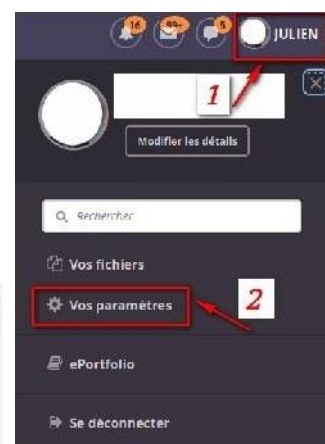 16 99+ 5 JULIEN
1
Modifier les détails
Rechercher
Vos fichiers
Vos paramètres 2
ePortfolio
Se déconnecter